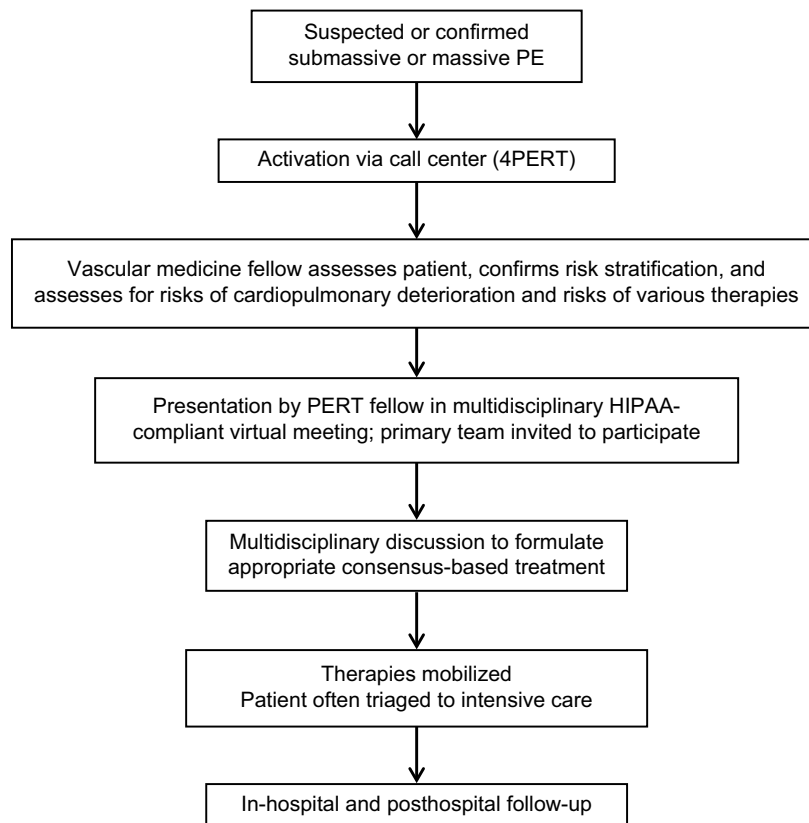 Suspected or confirmed
submassive or massive PE
Activation via call center (4PERT)
Vascular medicine fellow assesses patient, confirms risk stratification, and
assesses for risks of cardiopulmonary deterioration and risks of various therapies
Presentation by PERT fellow in multidisciplinary HIPAA-
compliant virtual meeting; primary team invited to participate
Multidisciplinary discussion to formulate
appropriate consensus-based treatment
Therapies mobilized
Patient often triaged to intensive care
In-hospital and posthospital follow-up